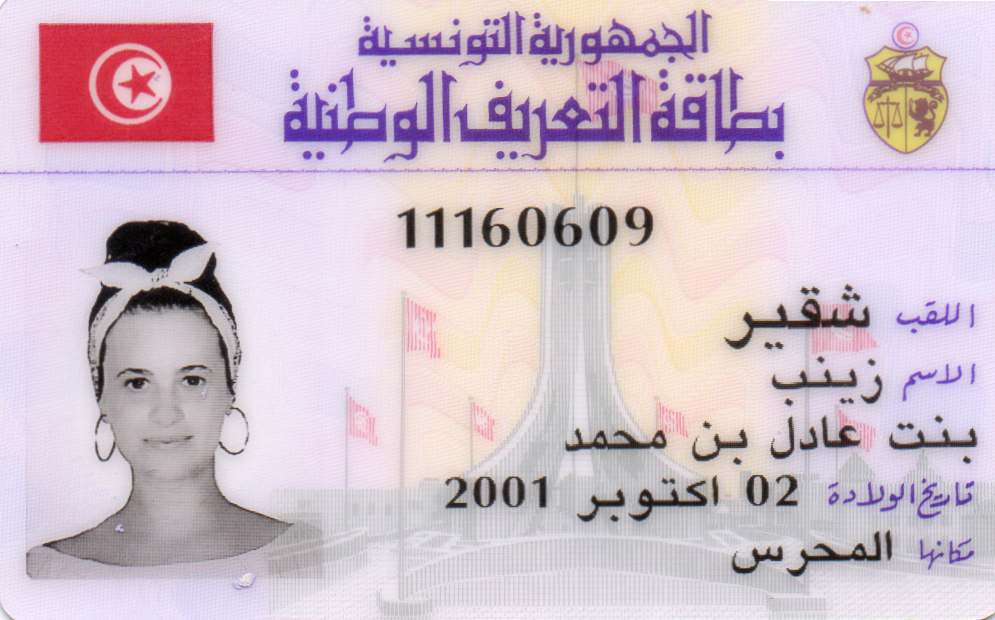 الجمهورية التونسية
بطاقة التعريف الوطنية
11160609
اللقب شقير
الاسم زينب
بنت عادل بن محمد
تاريخ الولادة 02 اكتوبر 2001
مكانها المحرس